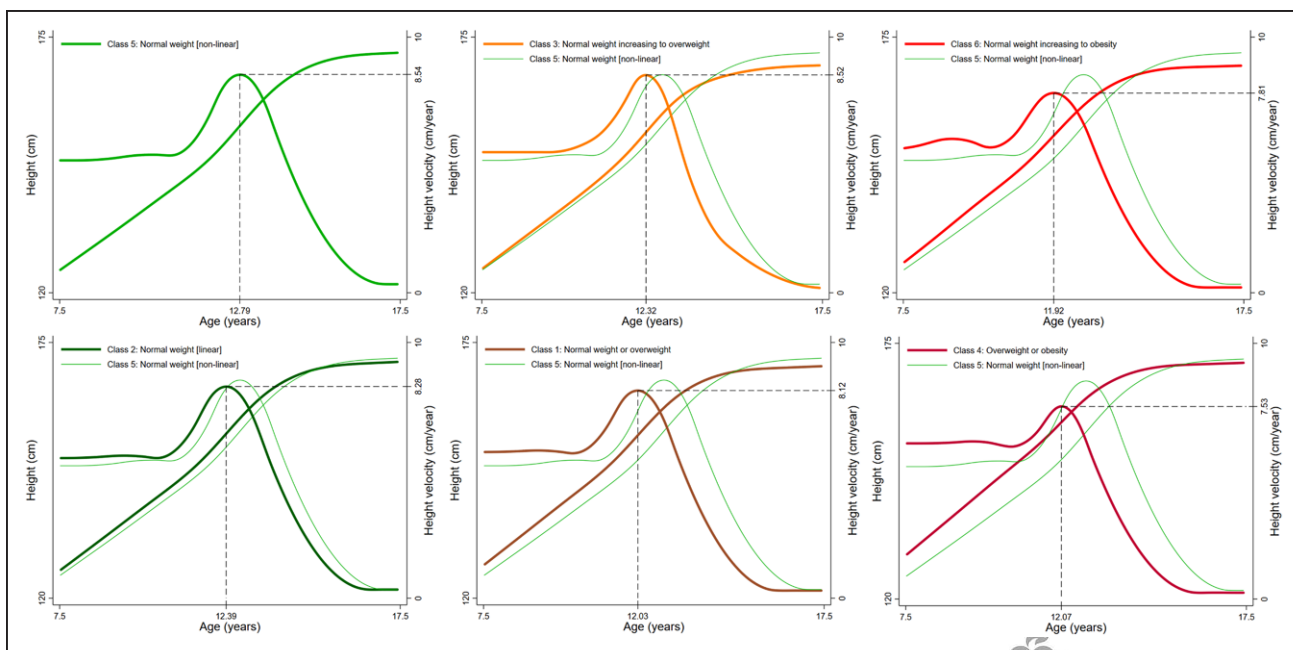 175
Class 5: Normal weight [non-linear]
10
8.54
Height (cm)
Height velocity (cm/year)
120
0
7.5
12.79
17.5
Age (years)
175
Class 3: Normal weight increasing to overweight
Class 5: Normal weight [non-linear]
10
8.52
Height (cm)
Height velocity (cm/year)
120
0
7.5
12.32
17.5
Age (years)
175
Class 6: Normal weight increasing to obesity
Class 5: Normal weight [non-linear]
10
7.81
Height (cm)
Height velocity (cm/year)
120
0
7.5
11.92
17.5
Age (years)
175
Class 2: Normal weight [linear]
Class 5: Normal weight [non-linear]
10
8.28
Height (cm)
Height velocity (cm/year)
120
0
7.5
12.39
17.5
Age (years)
175
Class 1: Normal weight or overweight
Class 5: Normal weight [non-linear]
10
8.12
Height (cm)
Height velocity (cm/year)
120
0
7.5
12.03
17.5
Age (years)
175
Class 4: Overweight or obesity
Class 5: Normal weight [non-linear]
10
7.53
Height (cm)
Height velocity (cm/year)
120
0
7.5
12.07
17.5
Age (years)